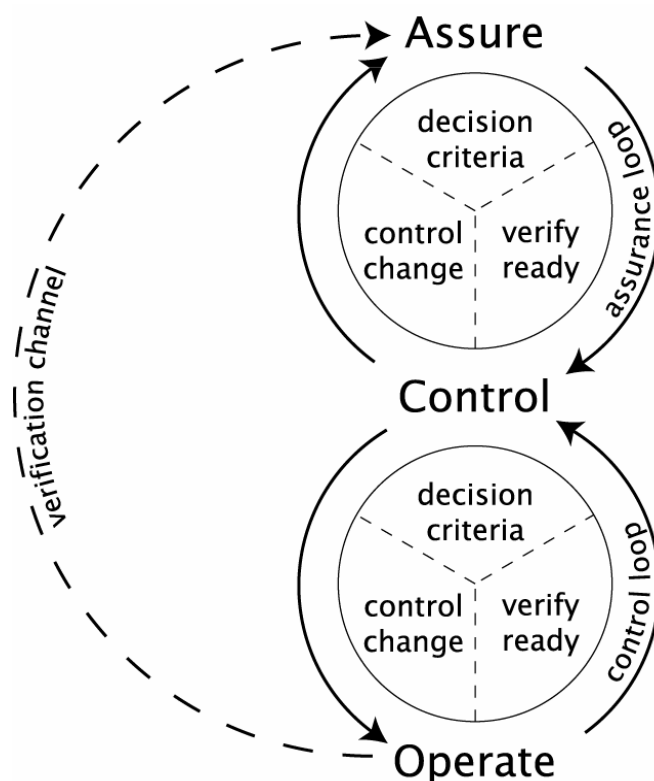 Assure
decision
criteria
control
change
verify
ready
assurance loop
verification channel
Control
decision
criteria
control
change
verify
ready
control loop
Operate